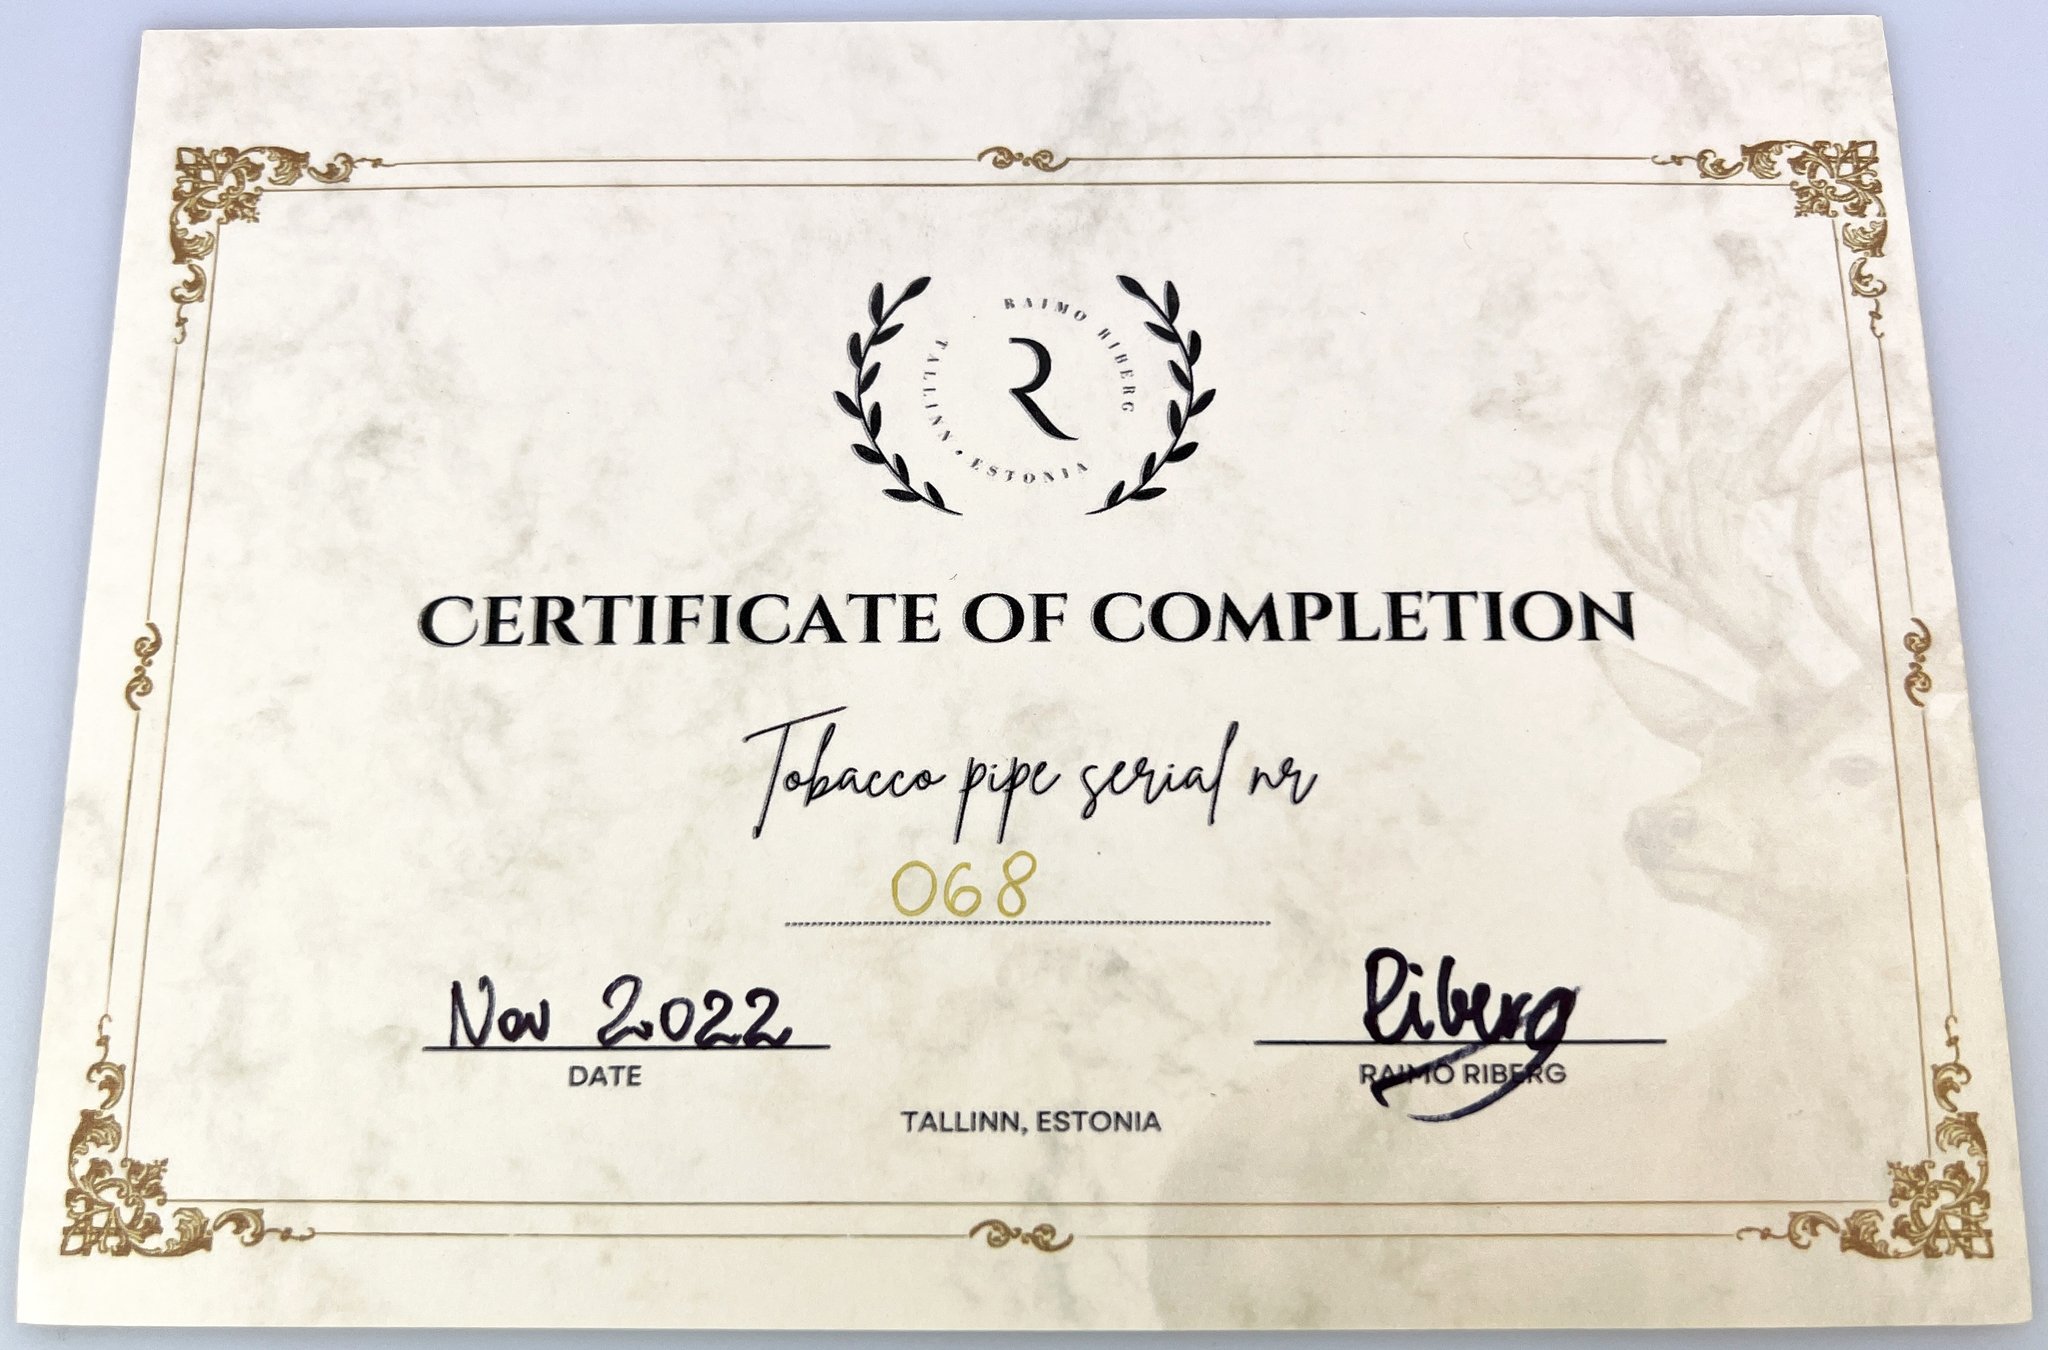 RAIMO RIBERG
R
TALLINN • ESTONIA
CERTIFICATE OF COMPLETION
Tobacco pipe serial nr
068
Nov 2022
Riberg
DATE
RAIMO RIBERG
TALLINN, ESTONIA